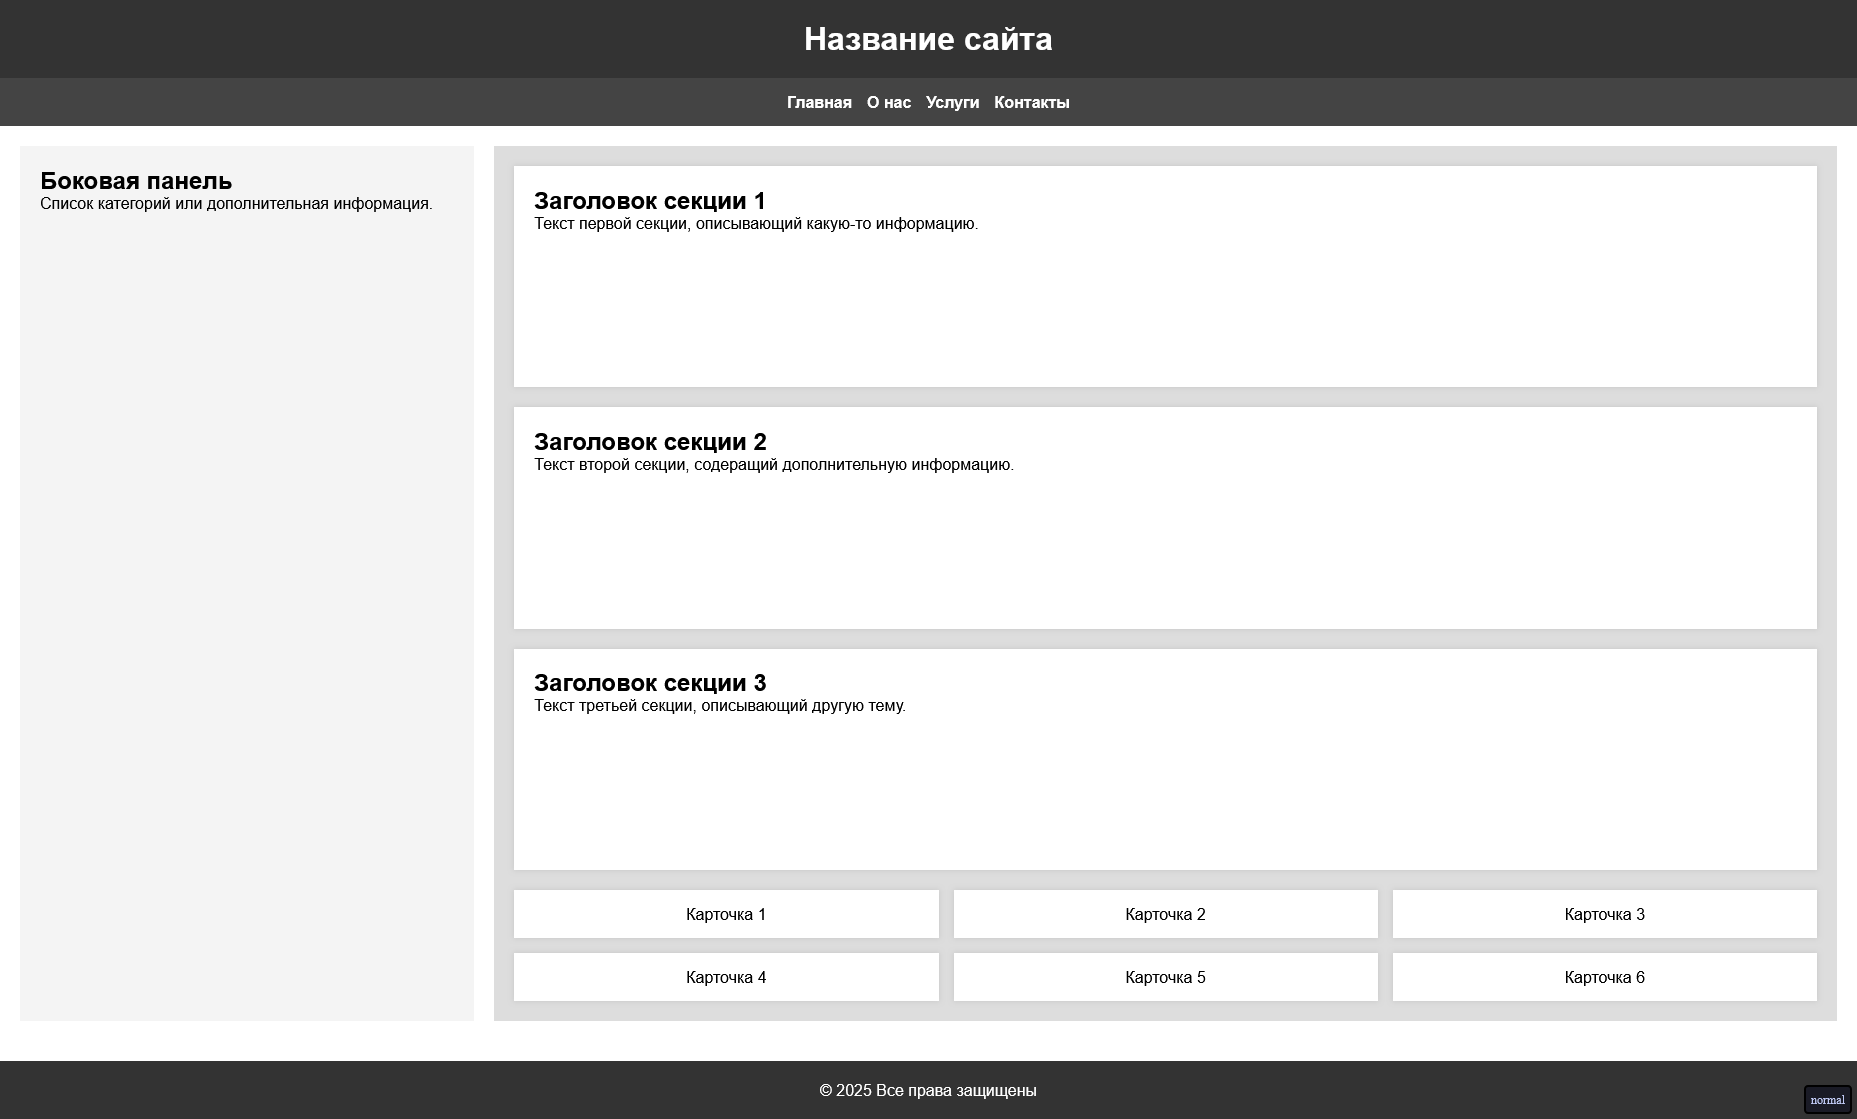 Название сайта
Главная О нас Услуги Контакты
Боковая панель
Список категорий или дополнительная информация.
Заголовок секции 1
Текст первой секции, описывающий какую-то информацию.
Заголовок секции 2
Текст второй секции, содеращий дополнительную информацию.
Заголовок секции 3
Текст третьей секции, описывающий другую тему.
Карточка 1 Карточка 2 Карточка 3
Карточка 4 Карточка 5 Карточка 6
© 2025 Все права защищены
normal